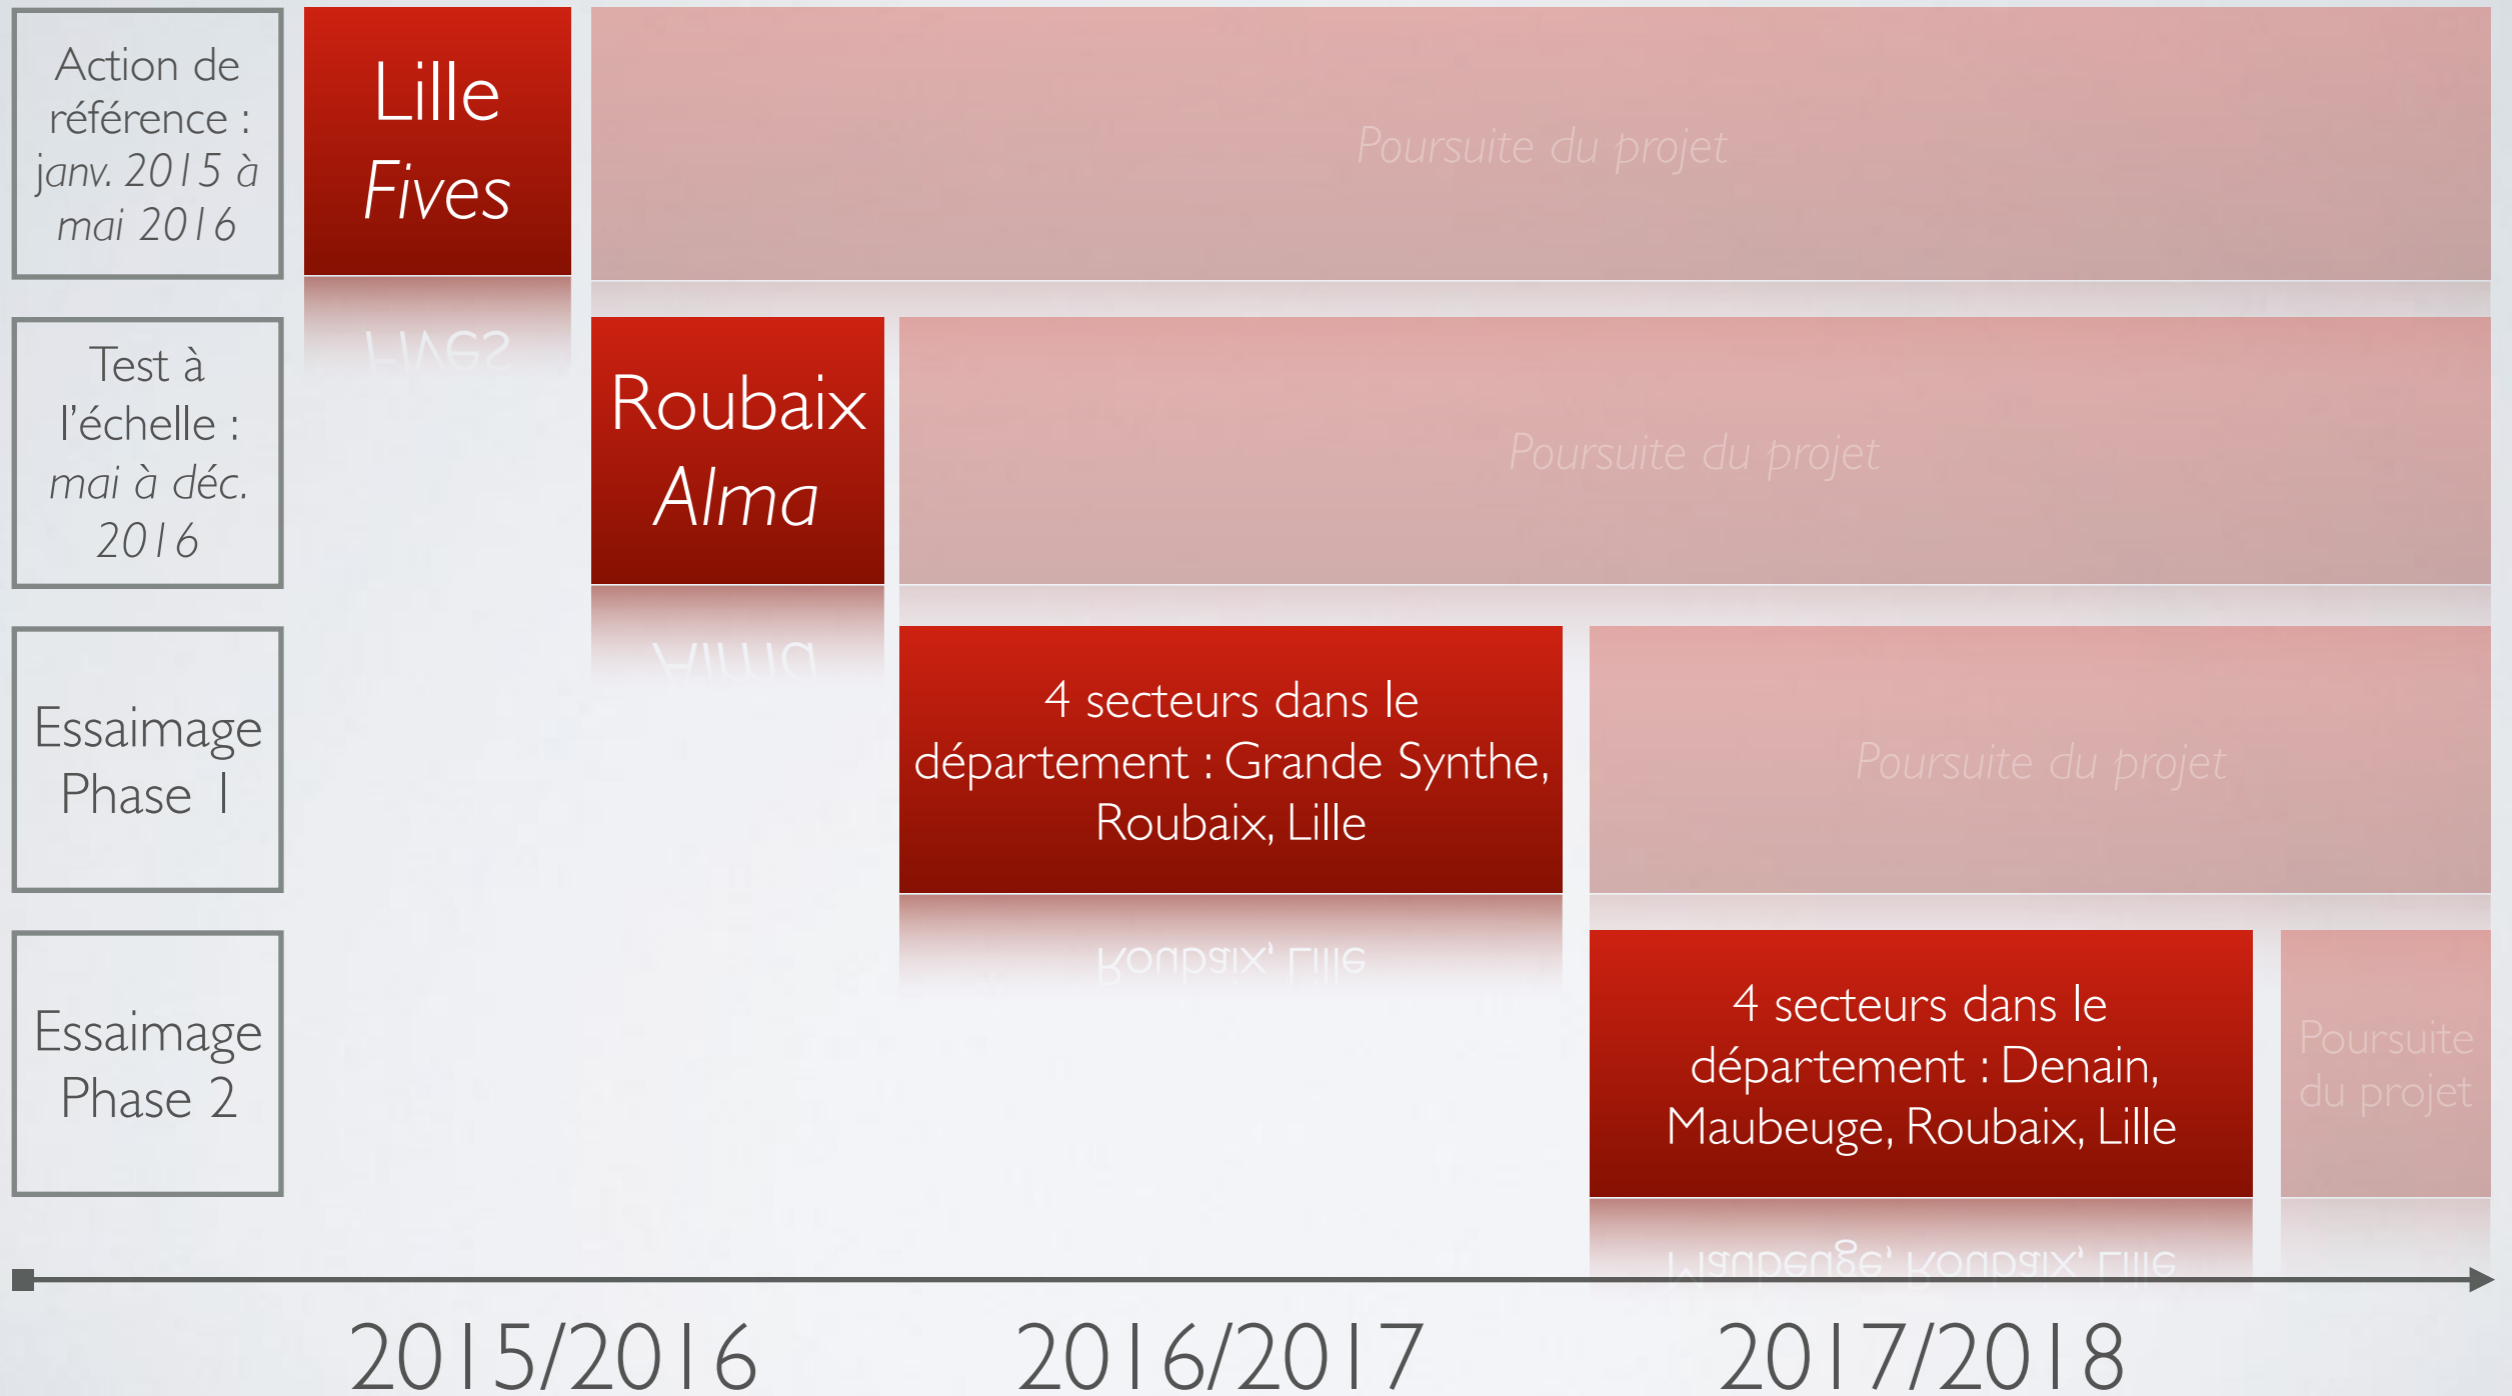 Action de
référence :
janv. 2015 à
mai 2016
Lille
Fives
Poursuite du projet
Test à
l'échelle :
mai à déc.
2016
Roubaix
Alma
Poursuite du projet
Essaimage
Phase 1
4 secteurs dans le
département : Grande Synthe,
Roubaix, Lille
Poursuite du projet
Essaimage
Phase 2
4 secteurs dans le
département : Denain,
Maubeuge, Roubaix, Lille
Poursuite
du projet
2015/2016
2016/2017
2017/2018